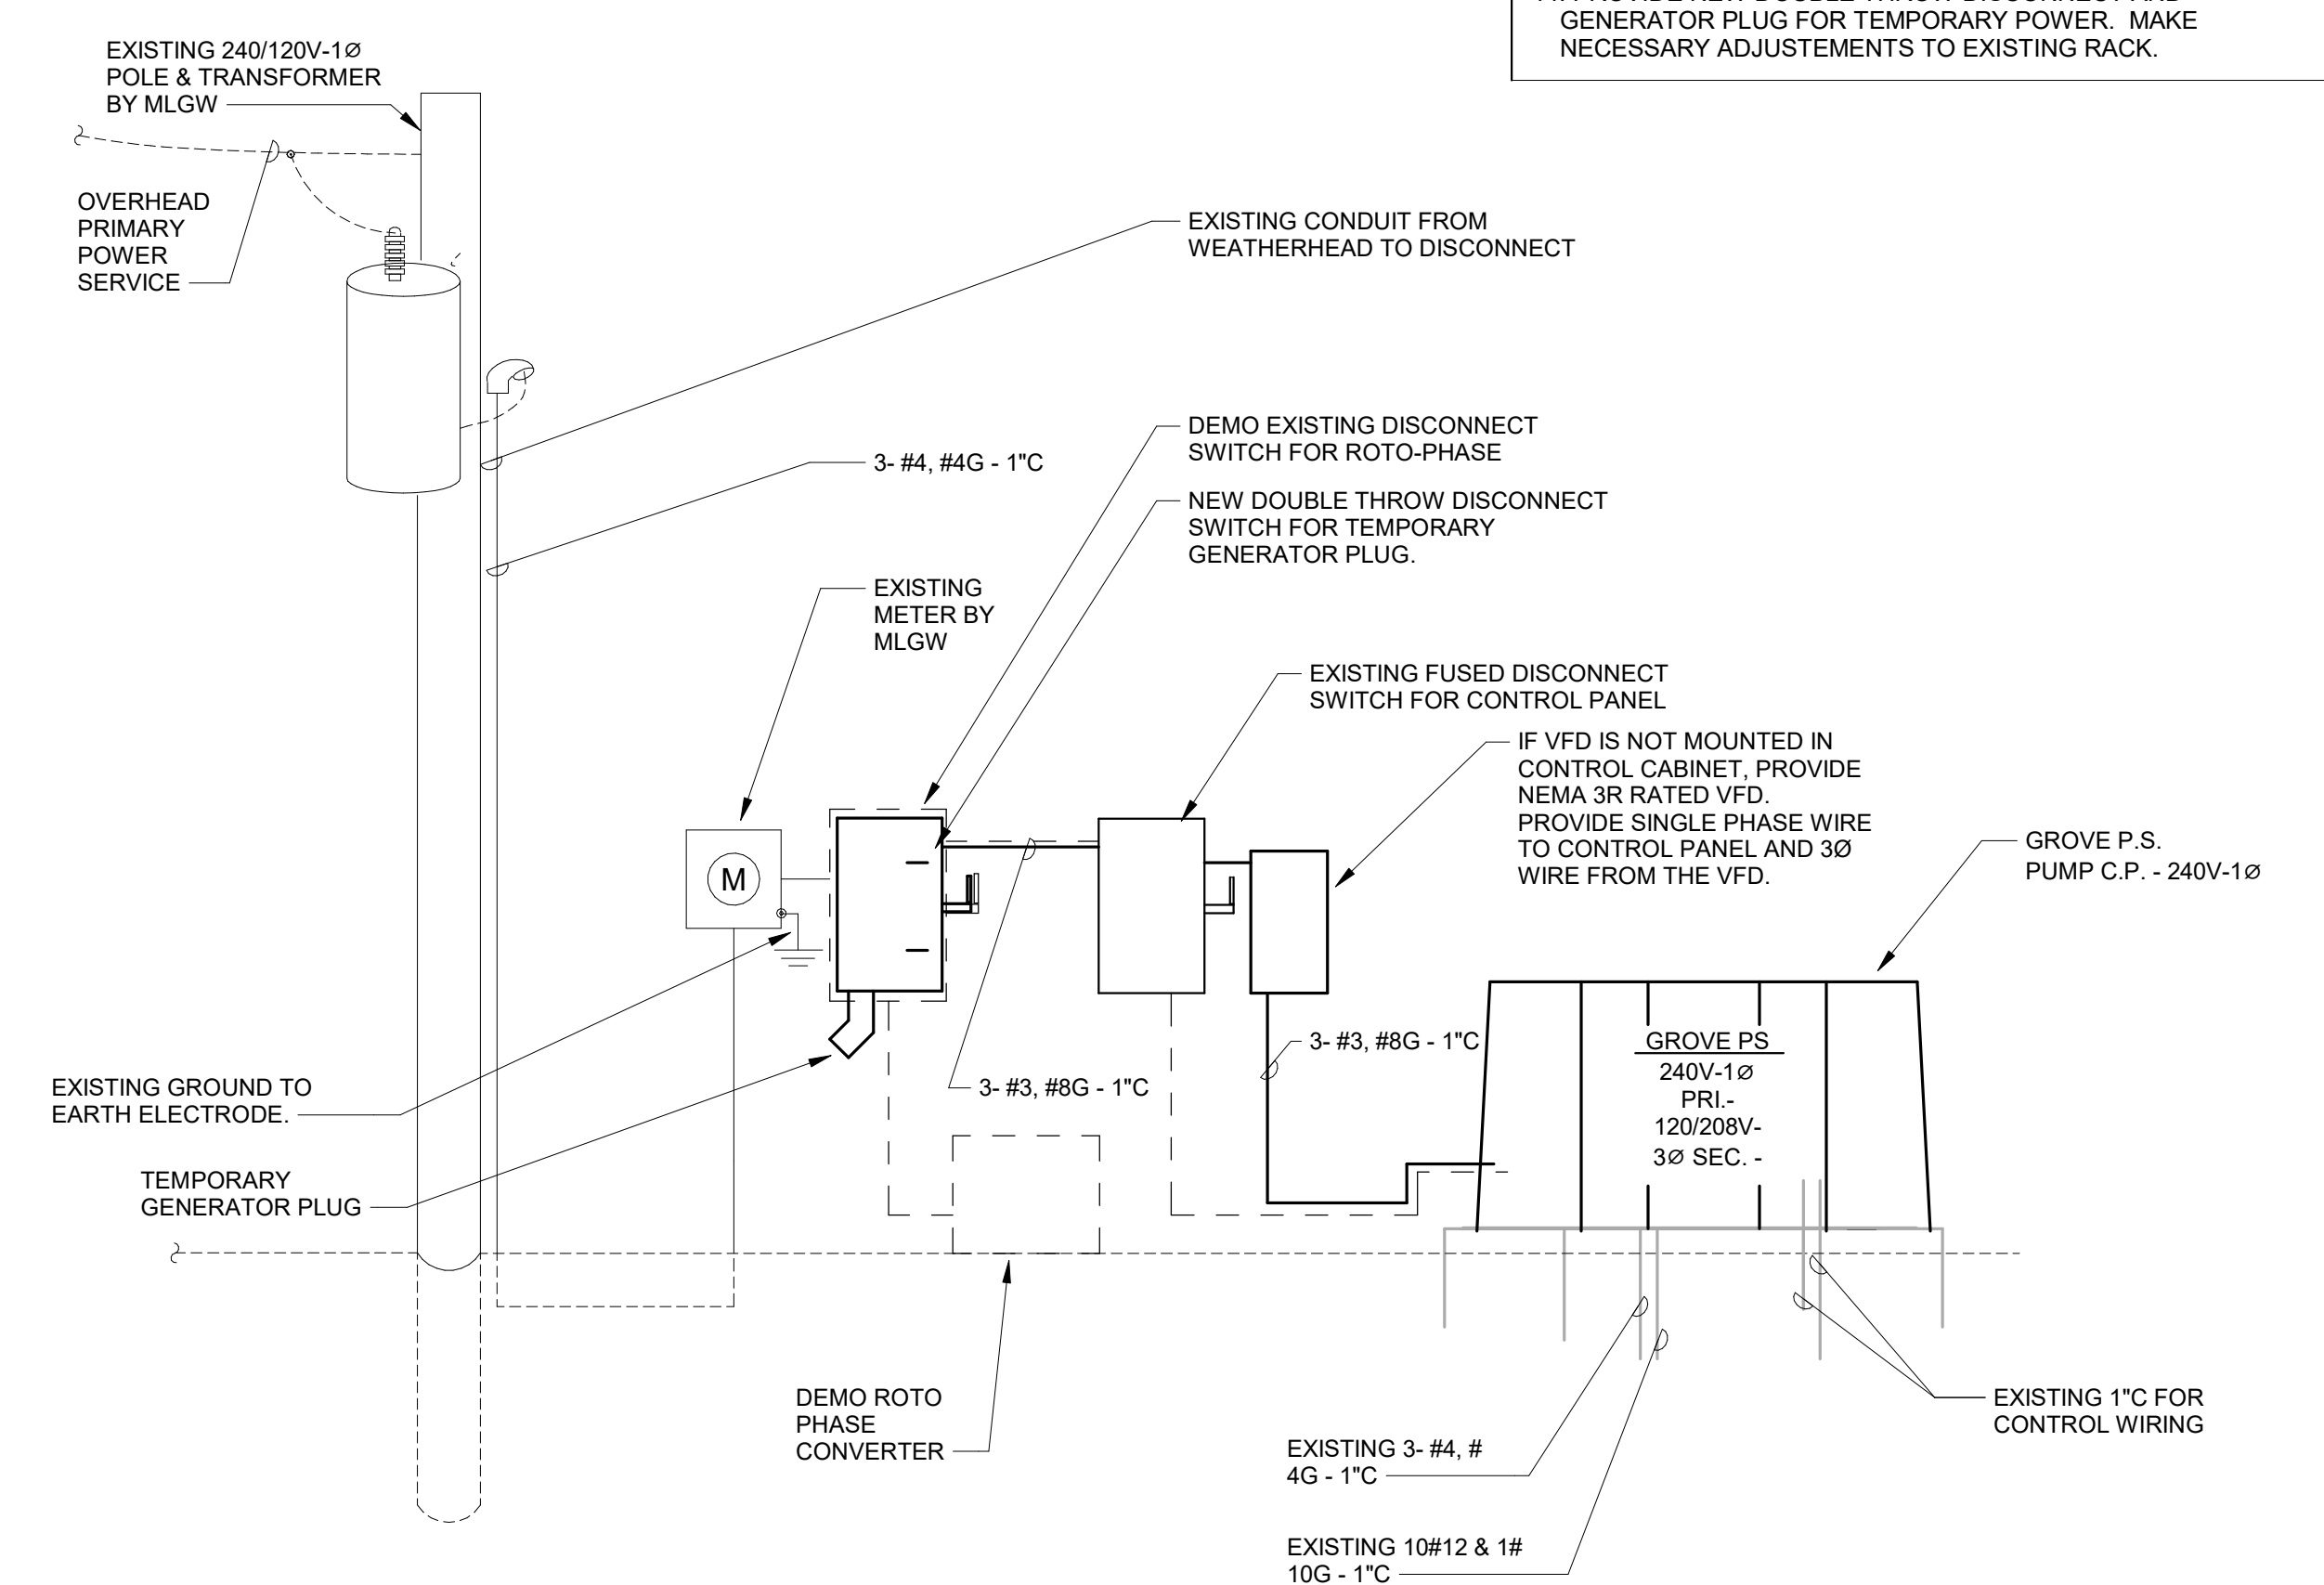 GENERATOR PLUG FOR TEMPORARY POWER. MAKE
NECESSARY ADJUSTEMENTS TO EXISTING RACK.
EXISTING 240/120V-1Ø
POLE & TRANSFORMER
BY MLGW
OVERHEAD
PRIMARY
POWER
SERVICE
EXISTING CONDUIT FROM
WEATHERHEAD TO DISCONNECT
DEMO EXISTING DISCONNECT
SWITCH FOR ROTO-PHASE
3- #4, #4G - 1"C
NEW DOUBLE THROW DISCONNECT
SWITCH FOR TEMPORARY
GENERATOR PLUG.
EXISTING
METER BY
MLGW
EXISTING FUSED DISCONNECT
SWITCH FOR CONTROL PANEL
IF VFD IS NOT MOUNTED IN
CONTROL CABINET, PROVIDE
NEMA 3R RATED VFD.
PROVIDE SINGLE PHASE WIRE
TO CONTROL PANEL AND 3Ø
WIRE FROM THE VFD.
GROVE P.S.
PUMP C.P. - 240V-1Ø
M
3- #3, #8G - 1"C
3- #3, #8G - 1"C
GROVE PS
240V-1Ø
PRI.-
120/208V-
3Ø SEC. -
EXISTING GROUND TO
EARTH ELECTRODE.
TEMPORARY
GENERATOR PLUG
DEMO ROTO
PHASE
CONVERTER
EXISTING 3- #4, #
4G - 1"C
EXISTING 10#12 & 1#
10G - 1"C
EXISTING 1"C FOR
CONTROL WIRING